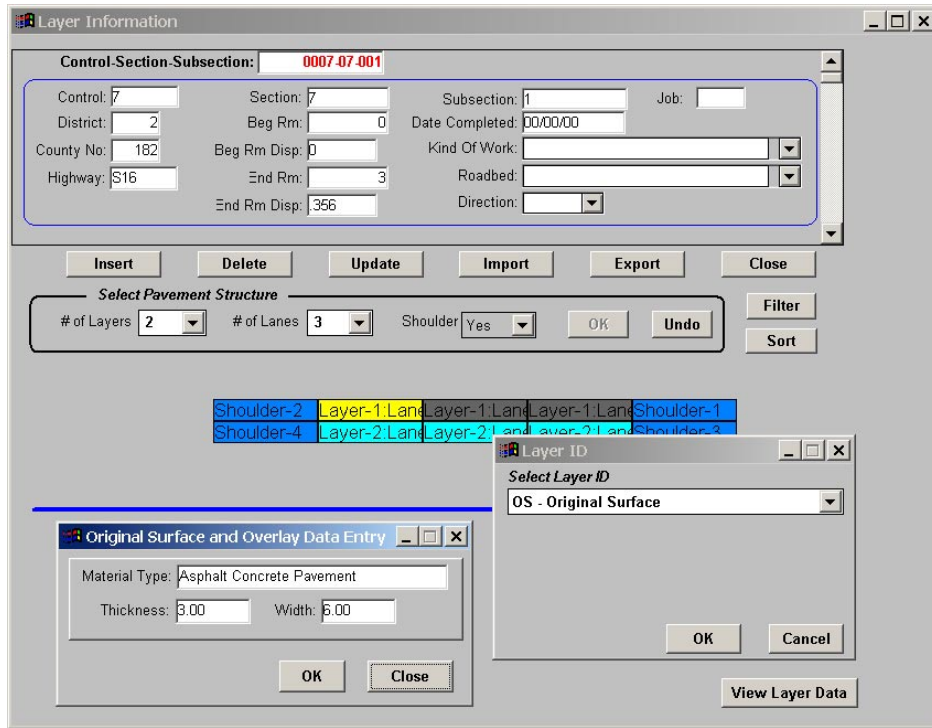 Layer Information
Control-Section-Subsection: 0007-07-001
Control: 7 Section: 7 Subsection: 1 Job:
District: 2 Beg Rm: 0 Date Completed: 00/00/00
County No: 182 Beg Rm Disp: 0 Kind Of Work:
Highway: S16 End Rm: 3 Roadbed:
End Rm Disp: .356 Direction:
Insert Delete Update Import Export Close
Select Pavement Structure
# of Layers 2 # of Lanes 3 Shoulder Yes OK Undo
Filter
Sort
Shoulder-2 Layer-1:Lane Layer-1:Lane Layer-1:Lane Shoulder-1
Shoulder-4 Layer-2:Lane Layer-2:Lane Layer-2:Lane Shoulder-3
Layer ID
Select Layer ID
OS - Original Surface
OK Cancel
Original Surface and Overlay Data Entry
Material Type: Asphalt Concrete Pavement
Thickness: 3.00 Width: 6.00
OK Close
View Layer Data